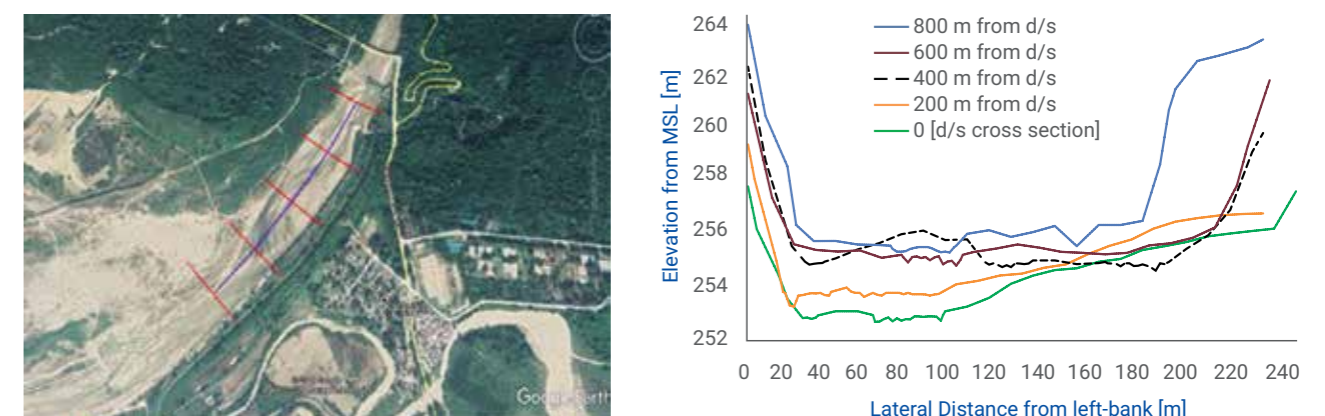 Google Earth
264
262
260
258
256
254
252
Elevation from MSL [m]
800 m from d/s
600 m from d/s
400 m from d/s
200 m from d/s
0 [d/s cross section]
0 20 40 60 80 100 120 140 160 180 200 220 240
Lateral Distance from left-bank [m]